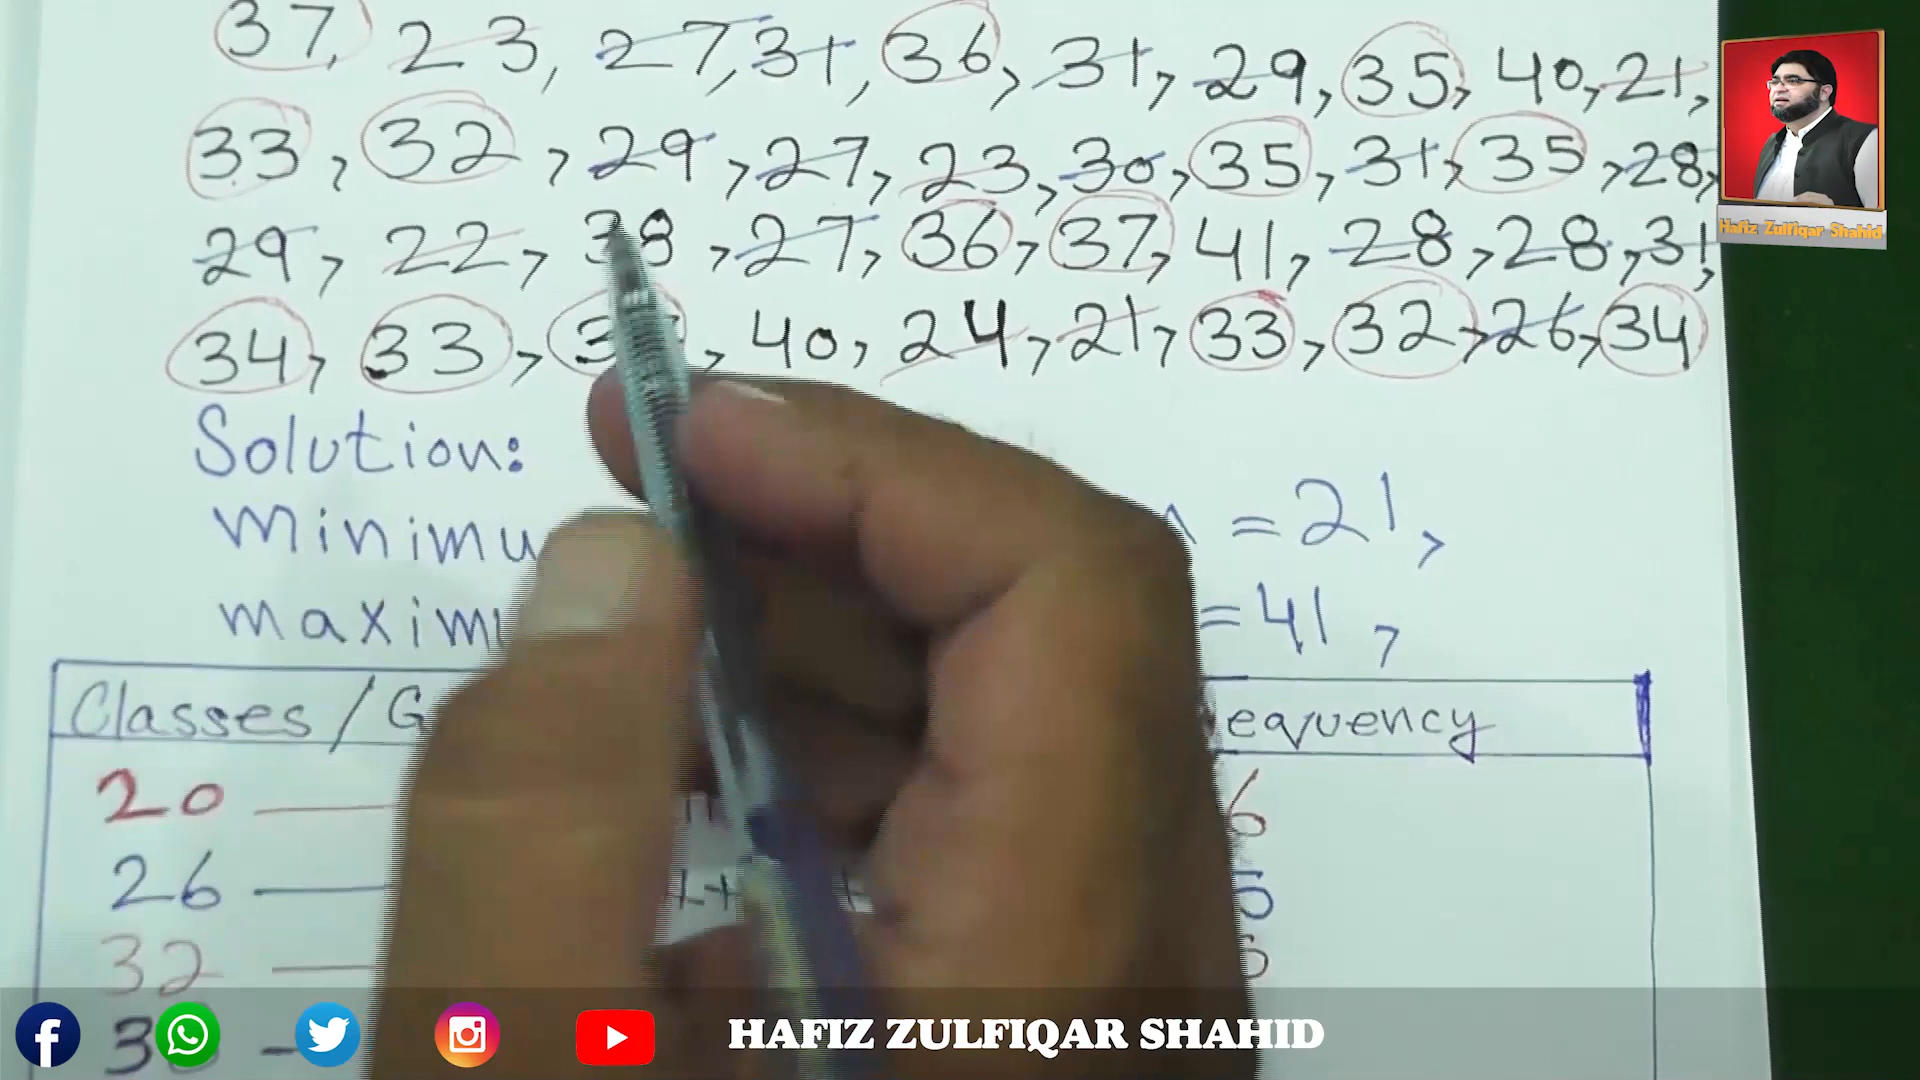 37, 23, 27, 31, 36, 31, 29, 35, 40, 21,
33, 32, 29, 27, 23, 30, 35, 31, 35, 28,
29, 22, 38, 27, 36, 37, 41, 28, 28, 31,
34, 33, 40, 24, 21, 33, 32, 26, 34
Solution:
= 21,
= 41,
Classes /
20
26
32
6
HAFIZ ZULFIQAR SHAHID
Hafiz Zulfiqar Shahid